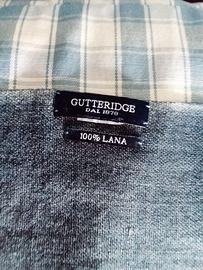 GUTTERIDGE
DAL 1878
100% LANA